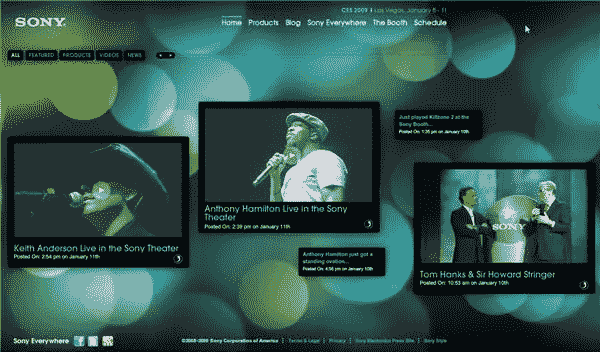 CES 2009 | Las Vegas, January 8 - 11
SONY
Home Products Blog Sony Everywhere The Booth Schedule
ALL FEATURED PRODUCTS VIDEOS NEWS
Just played Killzone 2 at the
Sony Booth...
Posted On: 1:35 pm on January 10th
Keith Anderson Live in the Sony Theater
Posted On: 2:54 pm on January 11th
Anthony Hamilton Live in the Sony
Theater
Posted On: 2:39 pm on January 11th
Anthony Hamilton just got a
standing ovation...
Posted On: 4:56 pm on January 10th
SONY
Tom Hanks & Sir Howard Stringer
Posted On: 10:53 am on January 10th
Sony Everywhere
Sony Corporation of America | Terms & Legal | Privacy | Sony Electronics Press Site | Sony Style